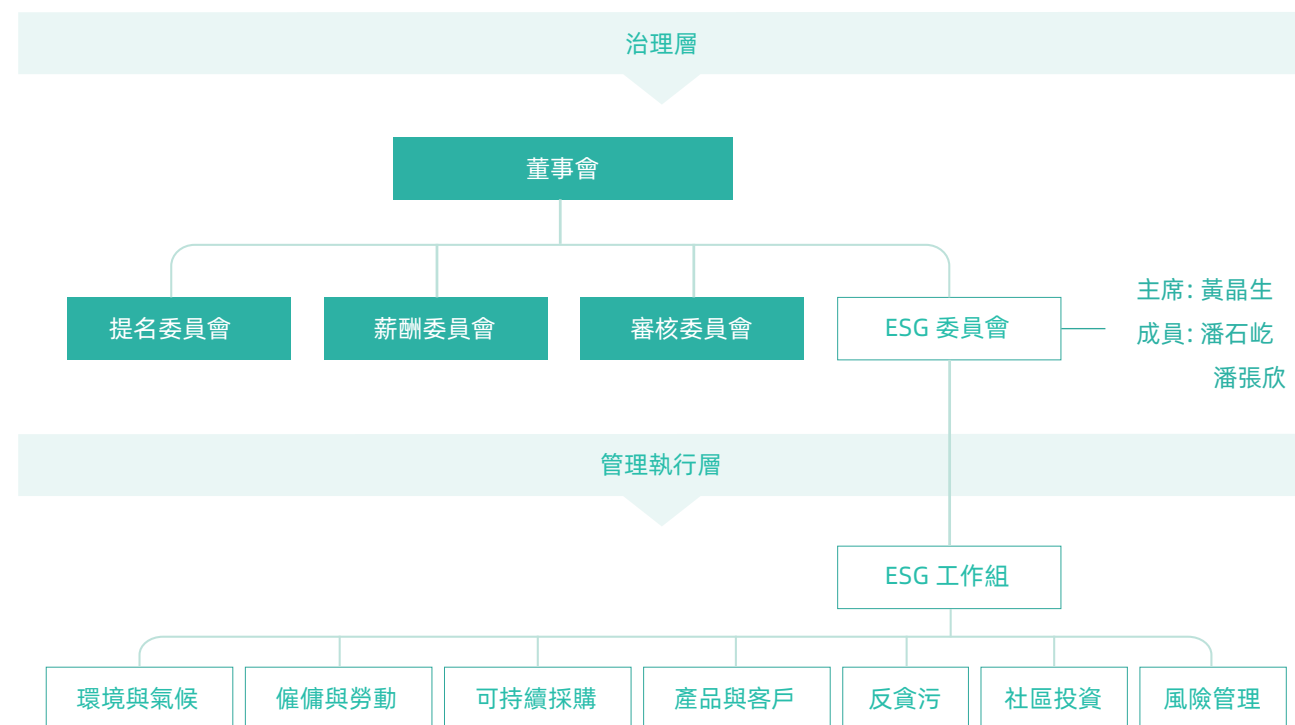 治理層
董事會
提名委員會
薪酬委員會
審核委員會
ESG 委員會
主席: 黃晶生
成員: 潘石屹
潘張欣
管理執行層
ESG 工作組
環境與氣候
僱傭與勞動
可持續採購
產品與客戶
反貪污
社區投資
風險管理